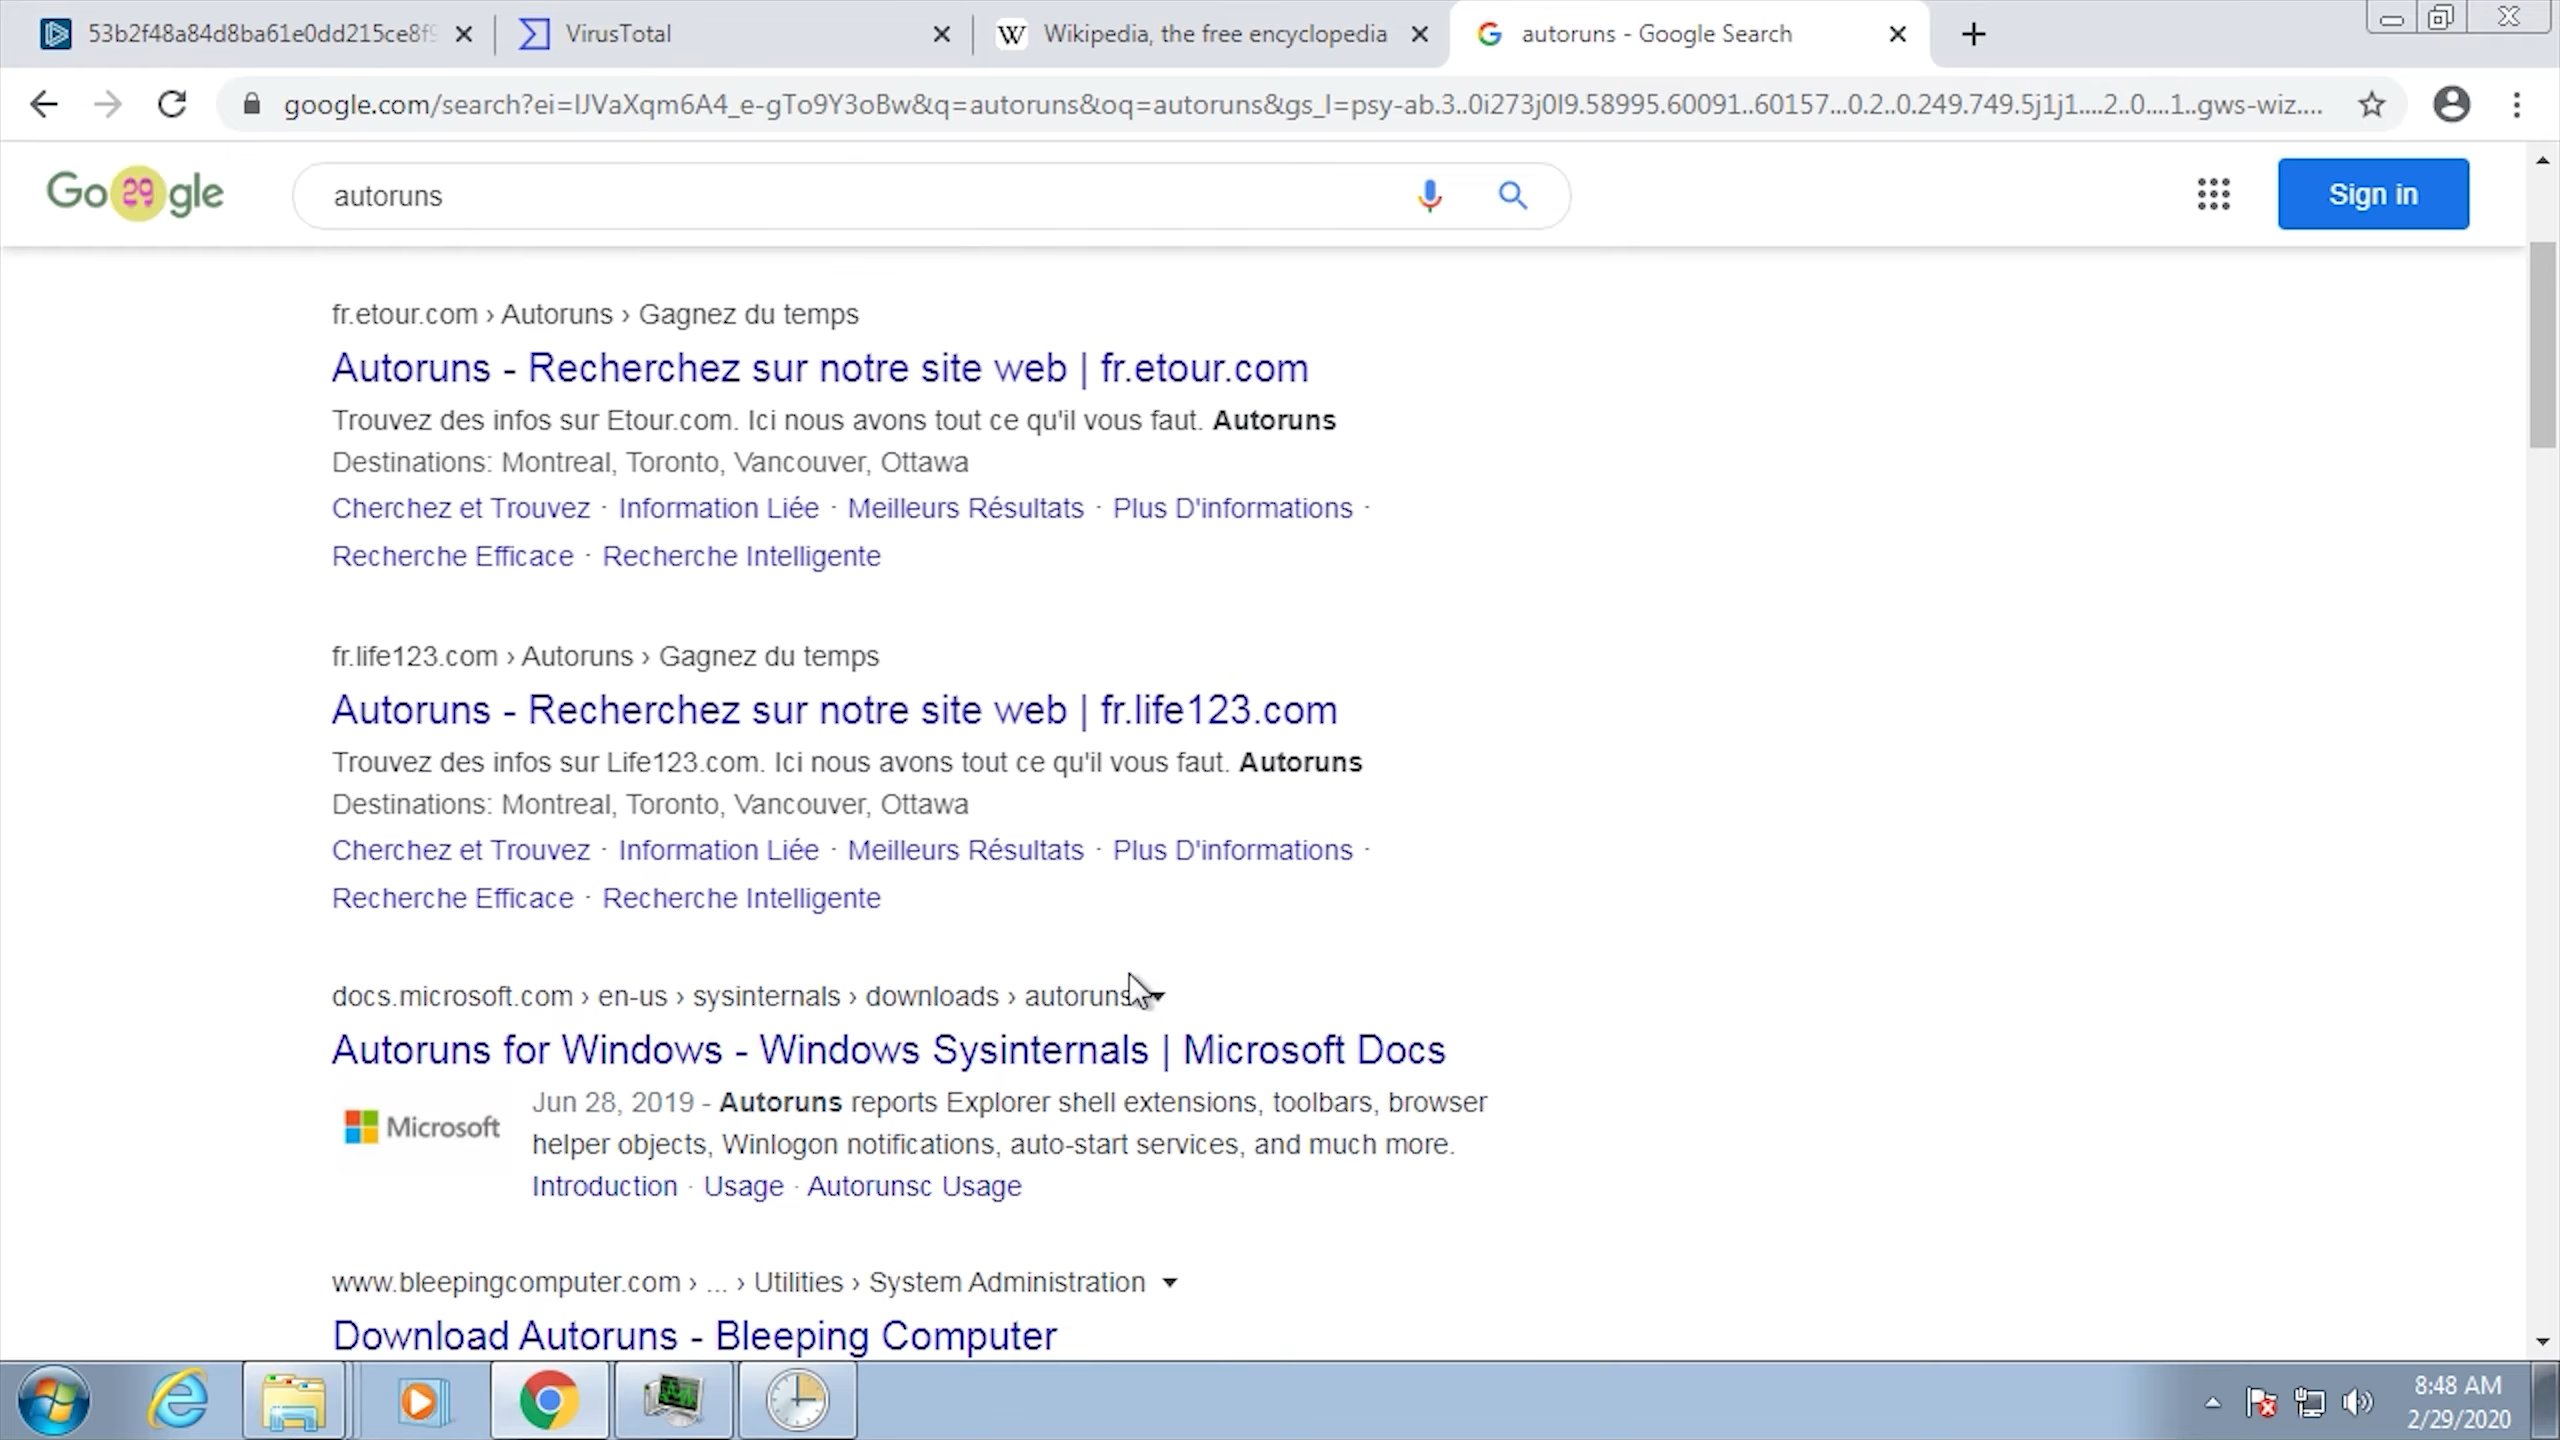 53b2f48a84d8ba61e0dd215ce8f9
VirusTotal
Wikipedia, the free encyclopedia
autoruns - Google Search
google.com/search?ei=IJVaXqm6A4_e-gTo9Y3oBw&q=autoruns&oq=autoruns&gs_l=psy-ab.3..0i273j0l9.58995.60091..60157...0.2..0.249.749.5j1j1....2..0....1..gws-wiz....
Go29gle
autoruns
Sign in
fr.etour.com › Autoruns › Gagnez du temps
Autoruns - Recherchez sur notre site web | fr.etour.com
Trouvez des infos sur Etour.com. Ici nous avons tout ce qu'il vous faut. Autoruns
Destinations: Montreal, Toronto, Vancouver, Ottawa
Cherchez et Trouvez · Information Liée · Meilleurs Résultats · Plus D'informations ·
Recherche Efficace · Recherche Intelligente
fr.life123.com › Autoruns › Gagnez du temps
Autoruns - Recherchez sur notre site web | fr.life123.com
Trouvez des infos sur Life123.com. Ici nous avons tout ce qu'il vous faut. Autoruns
Destinations: Montreal, Toronto, Vancouver, Ottawa
Cherchez et Trouvez · Information Liée · Meilleurs Résultats · Plus D'informations ·
Recherche Efficace · Recherche Intelligente
docs.microsoft.com › en-us › sysinternals › downloads › autoruns
Autoruns for Windows - Windows Sysinternals | Microsoft Docs
Microsoft
Jun 28, 2019 - Autoruns reports Explorer shell extensions, toolbars, browser
helper objects, Winlogon notifications, auto-start services, and much more.
Introduction · Usage · Autorunsc Usage
www.bleepingcomputer.com › ... › Utilities › System Administration
Download Autoruns - Bleeping Computer
8:48 AM
2/29/2020